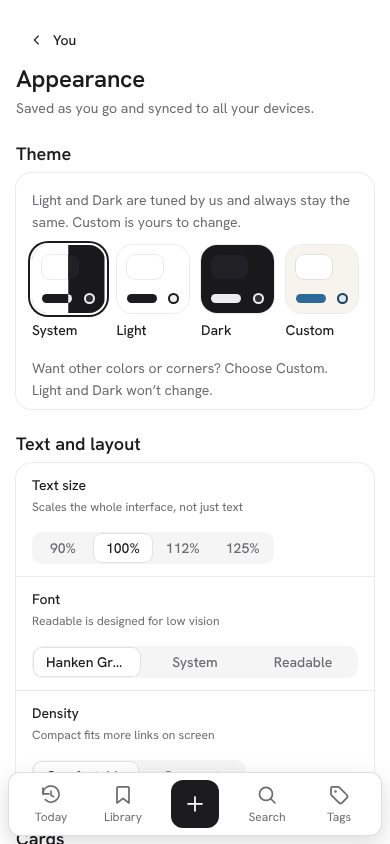 You
Appearance
Saved as you go and synced to all your devices.
Theme
Light and Dark are tuned by us and always stay the
same. Custom is yours to change.
System Light Dark Custom
Want other colors or corners? Choose Custom.
Light and Dark won’t change.
Text and layout
Text size
Scales the whole interface, not just text
90% 100% 112% 125%
Font
Readable is designed for low vision
Hanken Gr... System Readable
Density
Compact fits more links on screen
Today Library Search Tags
Cards